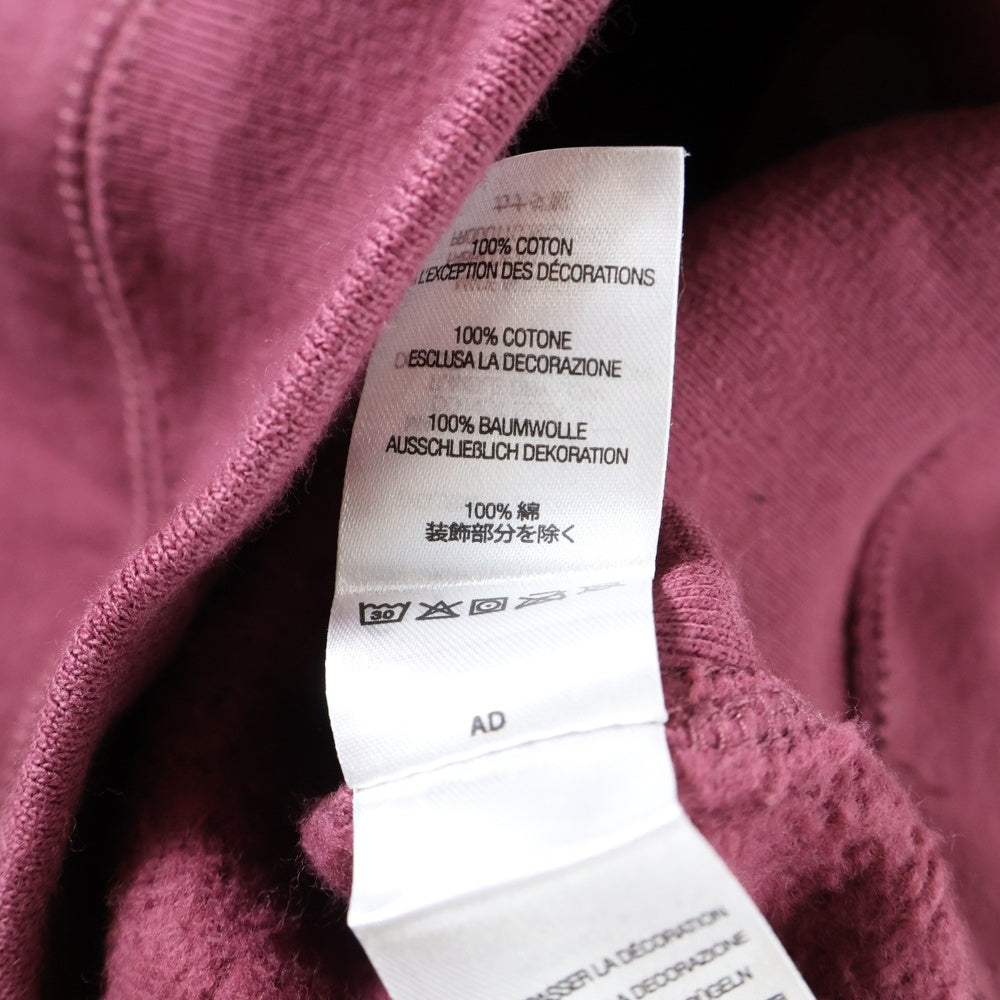 100% COTON
L'EXCEPTION DES DÉCORATIONS
100% COTONE
ESCLUSA LA DECORAZIONE
100% BAUMWOLLE
AUSSCHLIEßLICH DEKORATION
100% 綿
装飾部分を除く
30
AD
LA DÉCORATION
DECORAZIONE